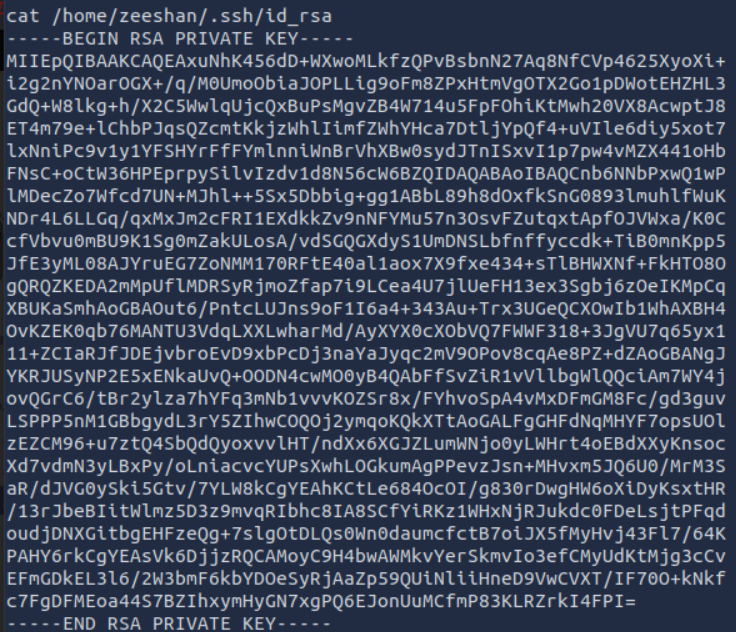 cat /home/zeeshan/.ssh/id_rsa
-----BEGIN RSA PRIVATE KEY-----
MIIEpQIBAAKCAQEAxuNhK456dD+WXwoMLkfzQPvBsbnN27Aq8NfCVp4625XyoXi+
i2g2nYNOarOGX+/q/M0UmoObiaJOPLLig9oFm8ZPxHtmVgOTX2Go1pDWotEHZHL3
GdQ+W8lkg+h/X2C5WwlqUjcQxBuPsMgvZB4W714u5FpFOhiKtMwh20VX8AcwptJ8
ET4m79e+lChbPJqsQZcmtKkjzWhlIimfZWhYHca7DtljYpQf4+uVIle6diy5xot7
lxNniPc9v1y1YFSHYrFfFYmlnniWnBrVhXBw0sydJTnISxvI1p7pw4vMZX441oHb
FNsC+oCtW36HPEprpySilvIzdv1d8N56cW6BZQIDAQABAoIBAQCnb6NNbPxwQ1wP
lMDecZo7Wfcd7UN+MJhl++5Sx5Dbbig+gg1ABbL89h8dOxfkSnG0893lmuhlfWuK
NDr4L6LLGq/qxMxJm2cFRI1EXdkkZv9nNFYMu57n3OsvFZutqxtApfOJVWxa/K0C
cfVbvu0mBU9K1Sg0mZakULosA/vdSGQGXdyS1UmDNSLbfnffyccdk+TiB0mnKpp5
JfE3yML08AJYruEG7ZoNMM170RFtE40al1aox7X9fxe434+sTlBHWXNf+FkHTO8O
gQRQZKEDA2mMpUflMDRSyRjmoZfap7i9LCea4U7jlUeFH13ex3Sgbj6zOeIKMpCq
XBUKaSmhAoGBAOut6/PntcLUJns9oF1I6a4+343Au+Trx3UGeQCXOwIb1WhAXBH4
OvKZEK0qb76MANTU3VdqLXXLwharMd/AyXYX0cXObVQ7FWWF318+3JgVU7q65yx1
11+ZCIaRJfJDEjvbroEvD9xbPcDj3naYaJyqc2mV9OPov8cqAe8PZ+dZAoGBANgJ
YKRJUSyNP2E5xENkaUvQ+OODN4cwMO0yB4QAbFfSvZiR1vVllbgWlQQciAm7WY4j
ovQGrC6/tBr2ylza7hYFq3mNb1vvvKOZSr8x/FYhvoSpA4vMxDFmGM8Fc/gd3guv
LSPPP5nM1GBbgydL3rY5ZIhwCOQOj2ymqoKQkXTtAoGALFgGHFdNqMHYF7opsUOl
zEZCM96+u7ztQ4SbQdQyoxvvlHT/ndXx6XGJZLumWNjo0yLWHrt4oEBdXXyKnsoc
Xd7vdmN3yLBxPy/oLniacvcYUPsXwhLOGkumAgPPevzJsn+MHvxm5JQ6U0/MrM3S
aR/dJVG0ySki5Gtv/7YLW8kCgYEAhKCtLe684OcOI/g830rDwgHW6oXiDyKsxtHR
/13rJbeBIitWlmz5D3z9mvqRIbhc8IA8SCfYiRKz1WHxNjRJukdc0FDeLsjtPFqd
oudjDNXGitbgEHFzeQg+7slgOtDLQs0Wn0daumcfctB7oiJX5fMyHvj43Fl7/64K
PAHY6rkCgYEAsVk6DjjzRQCAMoyC9H4bwAWMkvYerSkmvIo3efCMyUdKtMjg3cCv
EFmGDkEL3l6/2W3bmF6kbYDOeSyRjAaZp59QUiNliiHneD9VwCVXT/IF70O+kNkf
c7FgDFMEoa44S7BZIhxymHyGN7xgPQ6EJonUuMCfmP83KLRZrkI4FPI=
-----END RSA PRIVATE KEY-----